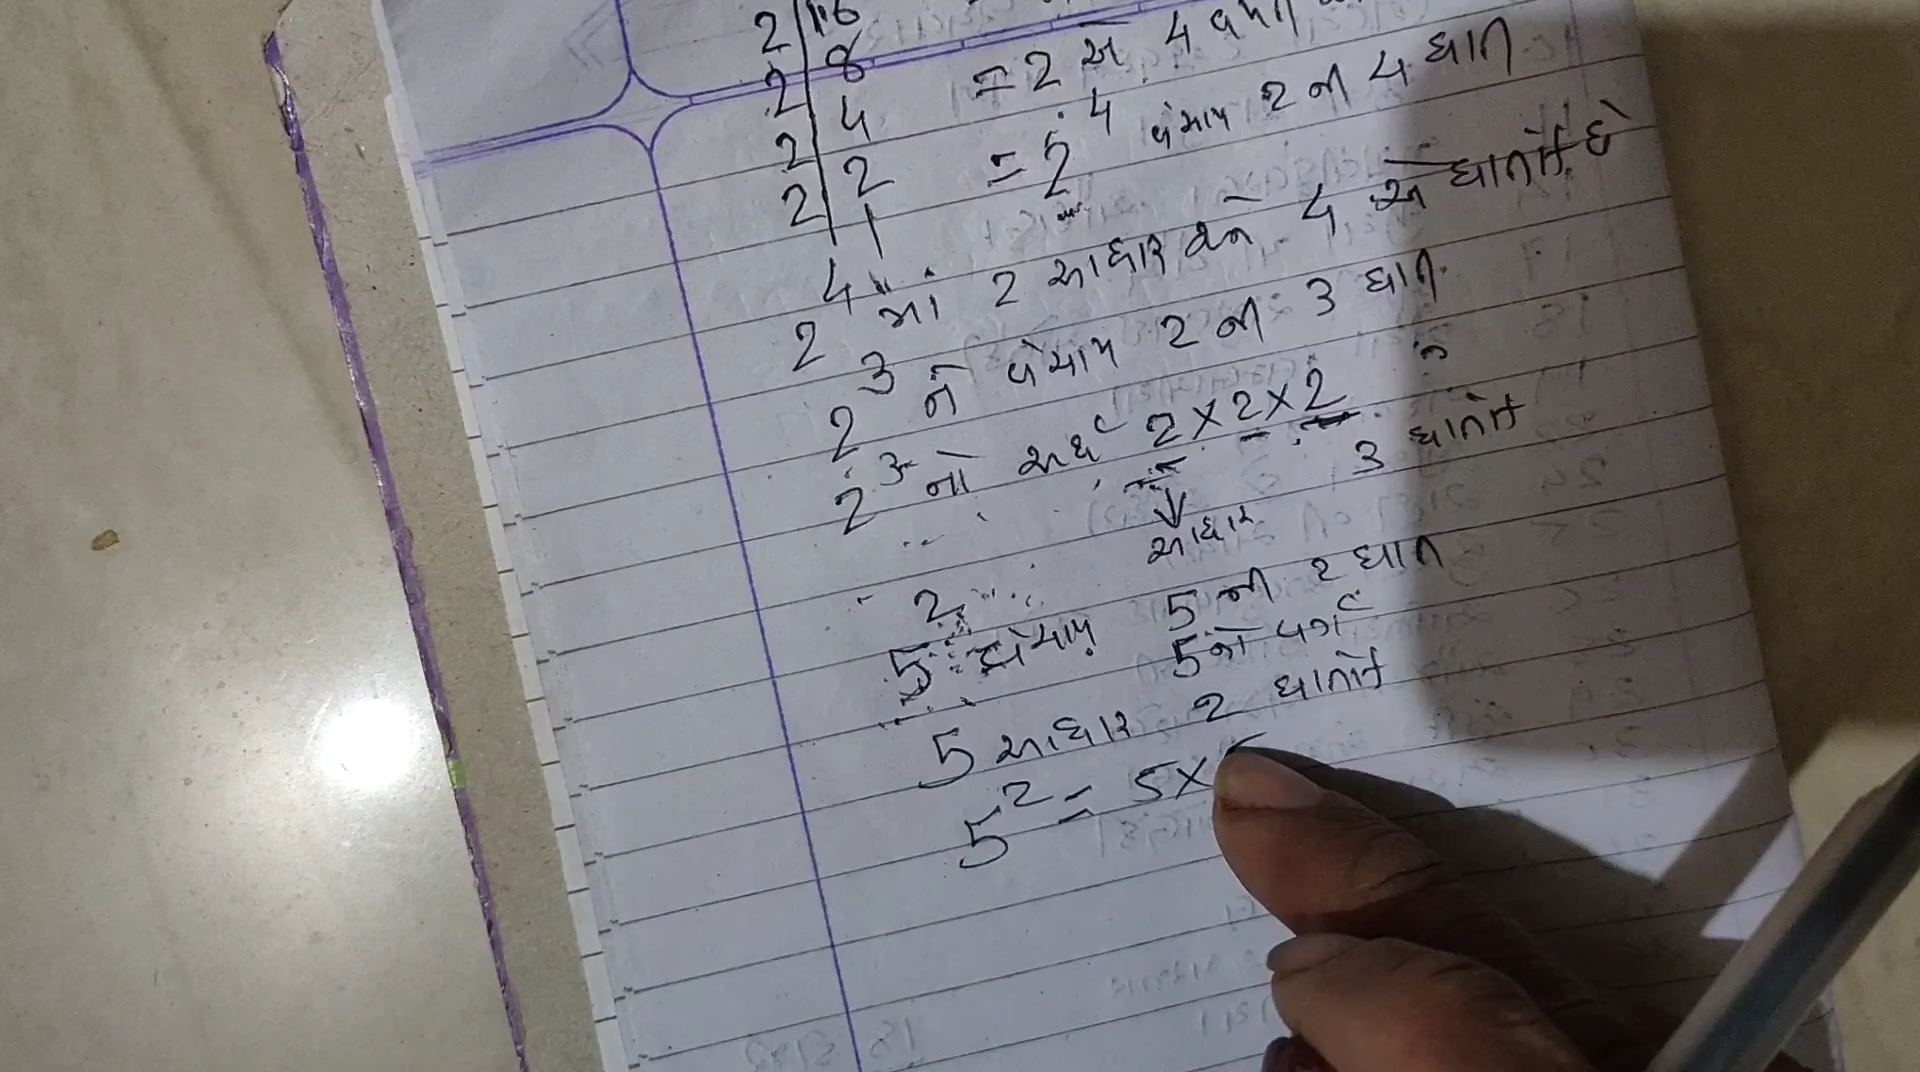 2 | 16
2 | 8 = 2 એ 4 વખત
2 | 4
2 | 2 = 2⁴ વંચાય 2 ની 4 ઘાત
1
2⁴ માં 2 આધાર અને 4 એ ઘાતાંક છે
2³ ને વંચાય 2 ની 3 ઘાત.
2³ નો અર્થ 2 × 2 × 2
↓ 3 ઘાતાંક
આધાર
5² વંચાય 5 ની 2 ઘાત
5 નો વર્ગ
5 આધાર 2 ઘાતાંક
5² = 5 ×